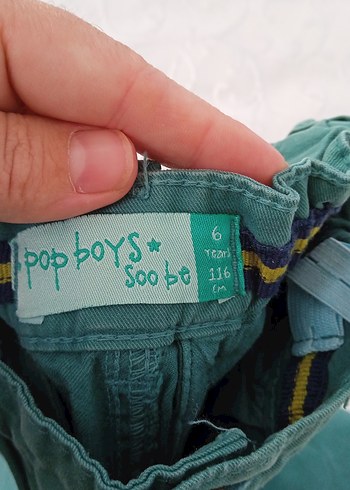 pop boys*
Soo be
6
Years
116
cm